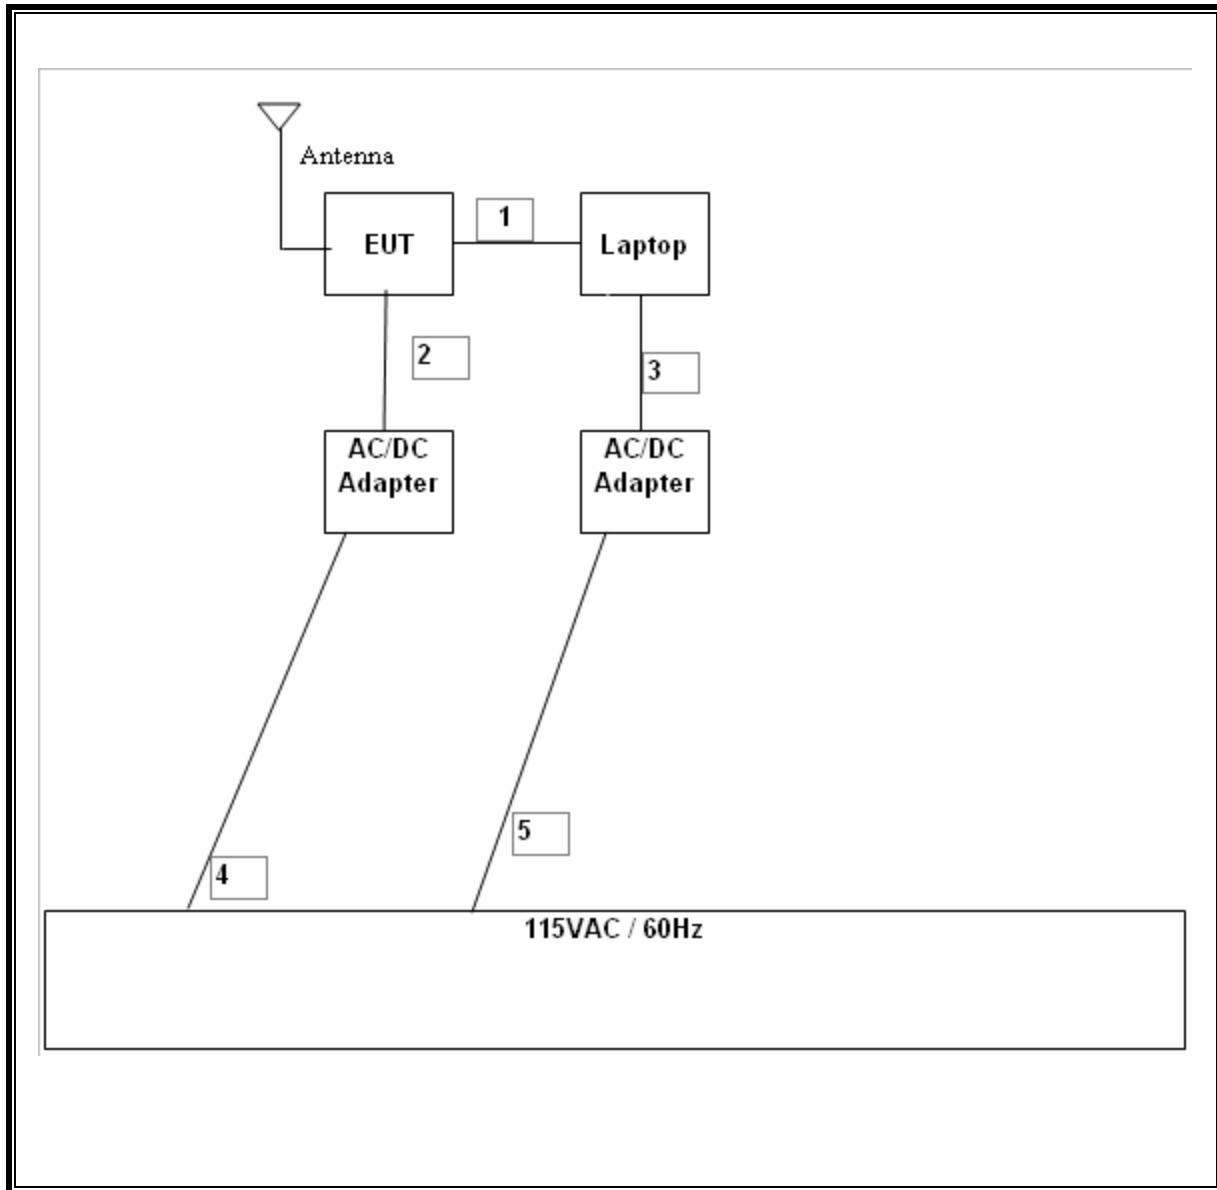 Antenna
EUT
1
Laptop
2
3
AC/DC
Adapter
AC/DC
Adapter
5
4
115VAC / 60Hz